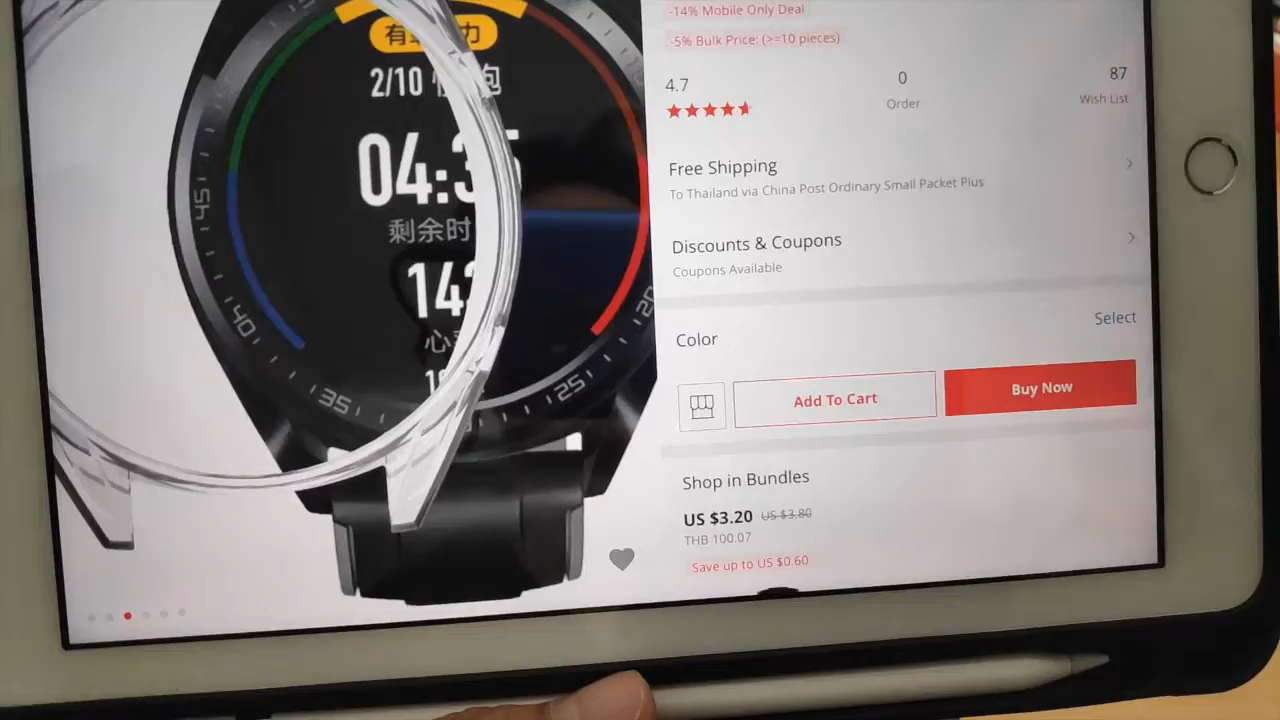 -14% Mobile Only Deal
-5% Bulk Price: (>=10 pieces)
4.7
0
Order
87
Wish List
Free Shipping
To Thailand via China Post Ordinary Small Packet Plus
Discounts & Coupons
Coupons Available
Color
Select
Add To Cart
Buy Now
Shop in Bundles
US $3.20 US $3.80
THB 100.07
Save up to US $0.60
2/10
04:3
剩余时
14
心
45
40
35
25
20